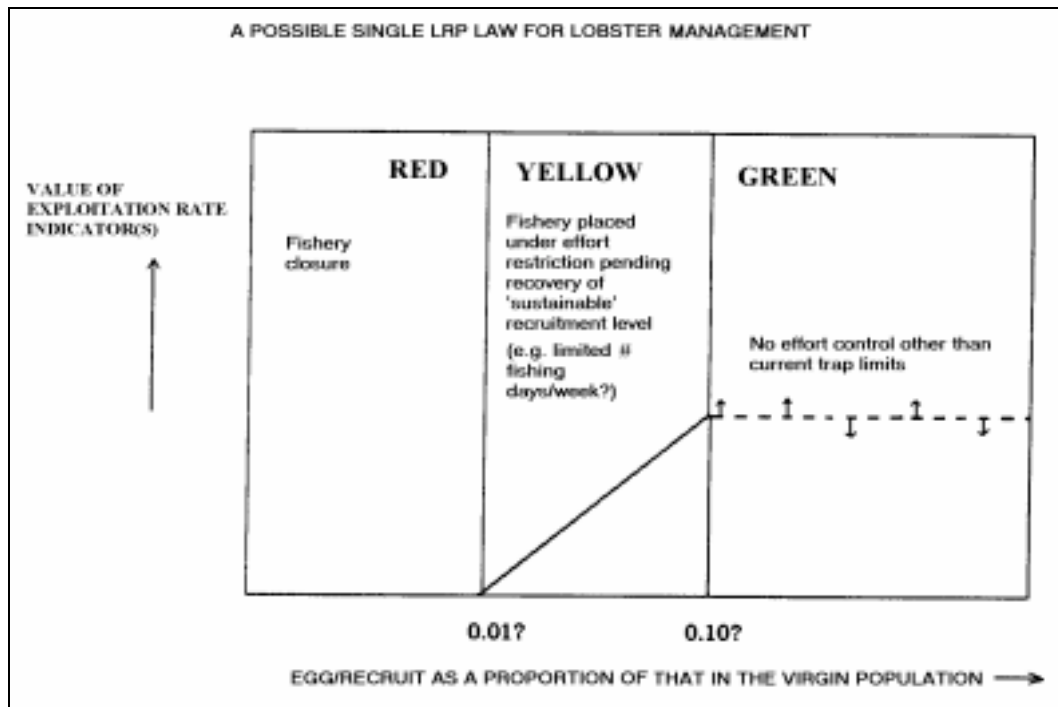 A POSSIBLE SINGLE LRP LAW FOR LOBSTER MANAGEMENT
VALUE OF
EXPLOITATION RATE
INDICATOR(S)
RED
Fishery
closure
YELLOW
Fishery placed
under effort
restriction pending
recovery of
'sustainable'
recruitment level
(e.g. limited #
fishing
days/week?)
GREEN
No effort control other than
current trap limits
0.01?
0.10?
EGG/RECRUIT AS A PROPORTION OF THAT IN THE VIRGIN POPULATION